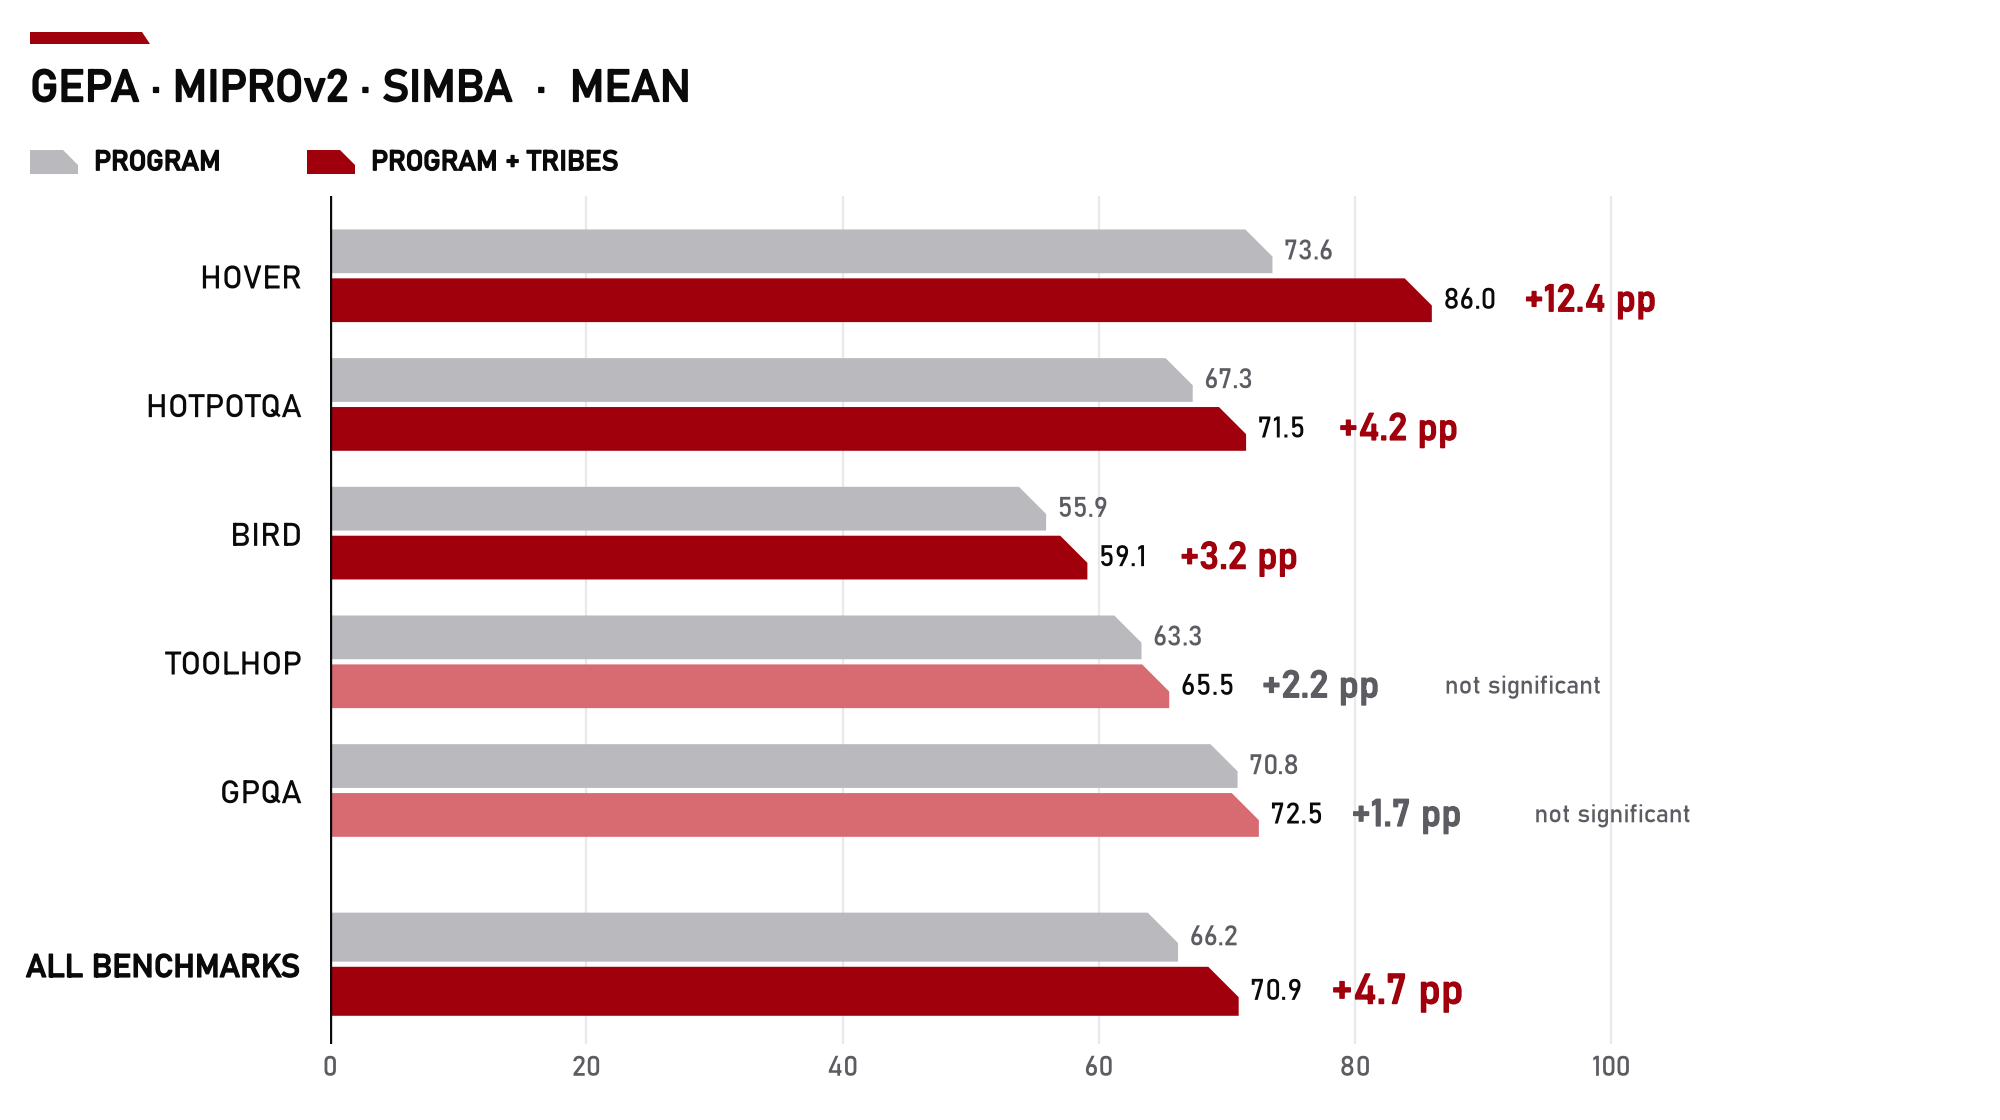 GEPA · MIPROv2 · SIMBA · MEAN
PROGRAM PROGRAM + TRIBES
73.6
HOVER
86.0 +12.4 pp
67.3
HOTPOTQA
71.5 +4.2 pp
55.9
BIRD
59.1 +3.2 pp
63.3
TOOLHOP
65.5 +2.2 pp not significant
70.8
GPQA
72.5 +1.7 pp not significant
66.2
ALL BENCHMARKS
70.9 +4.7 pp
0 20 40 60 80 100